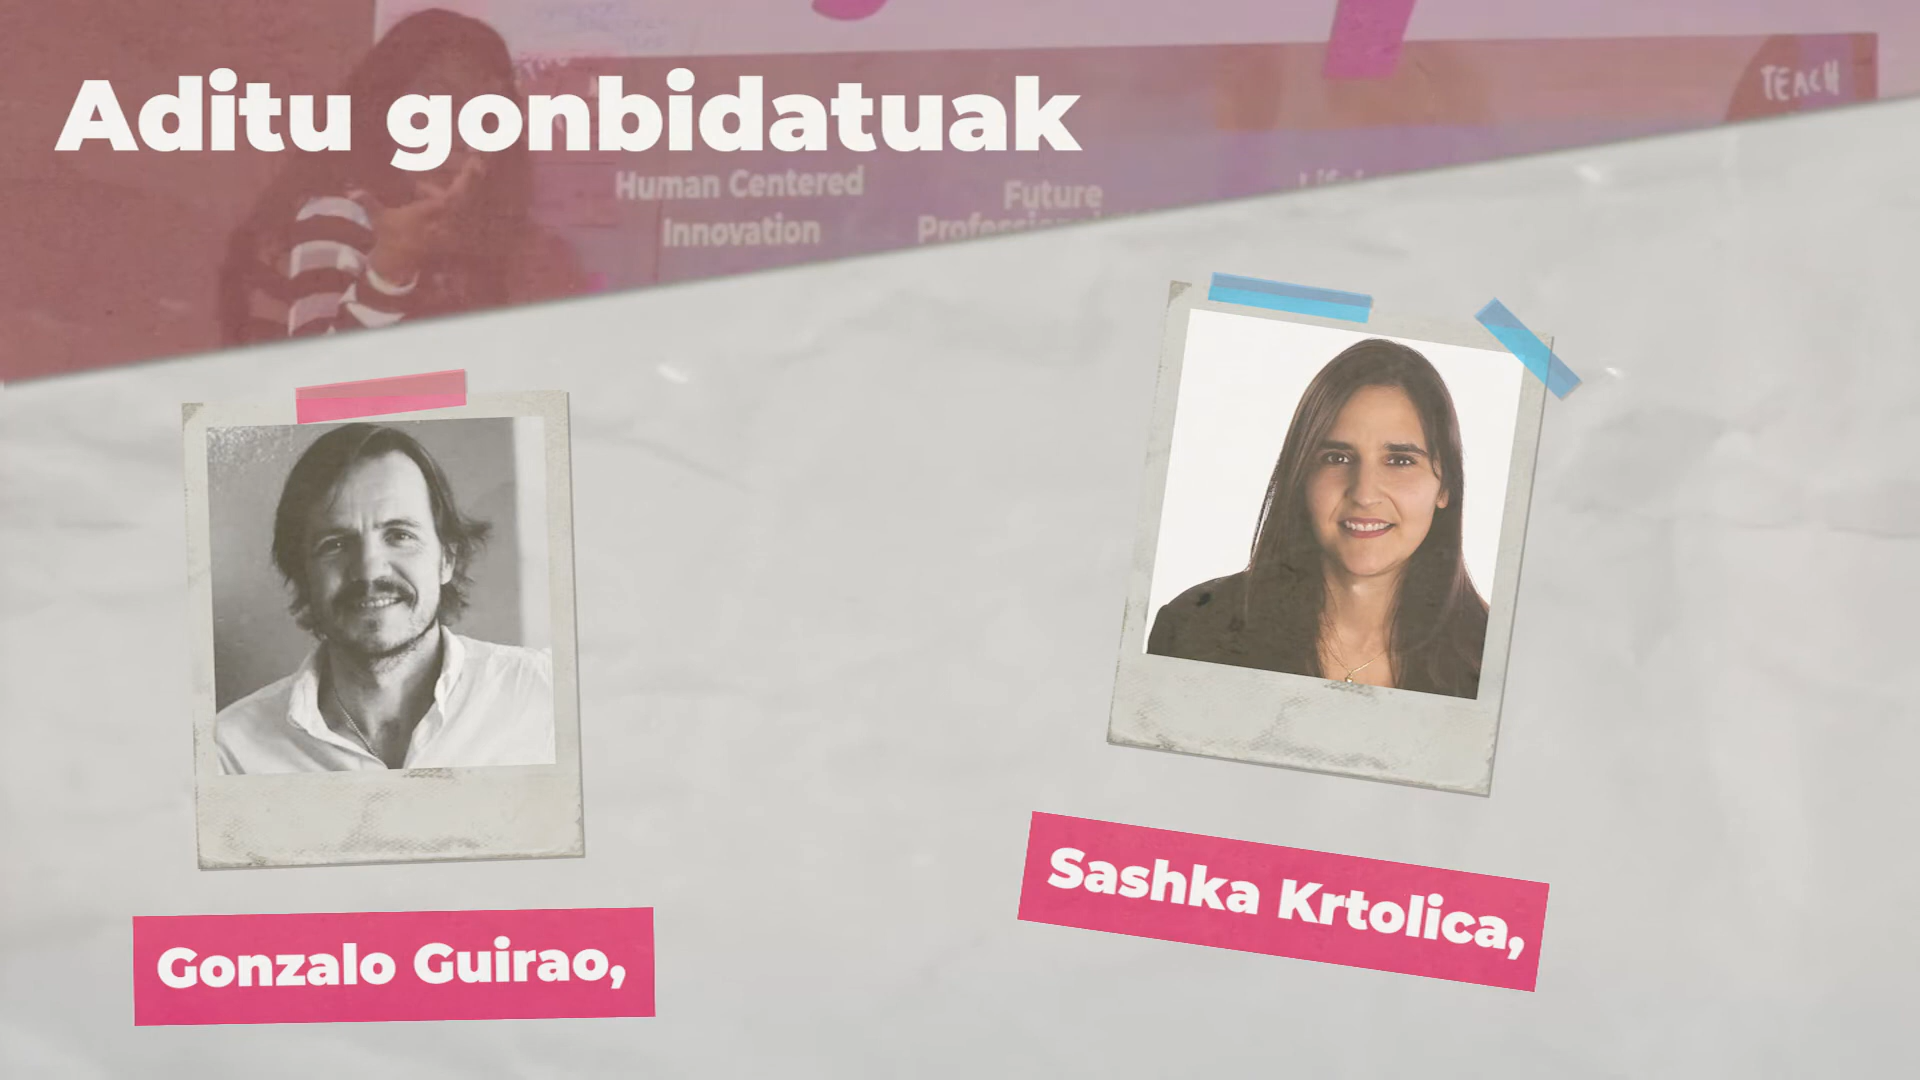 Aditu gonbidatuak
TEACH
Human Centered
Innovation
Future
Gonzalo Guirao,
Sashka Krtolica,